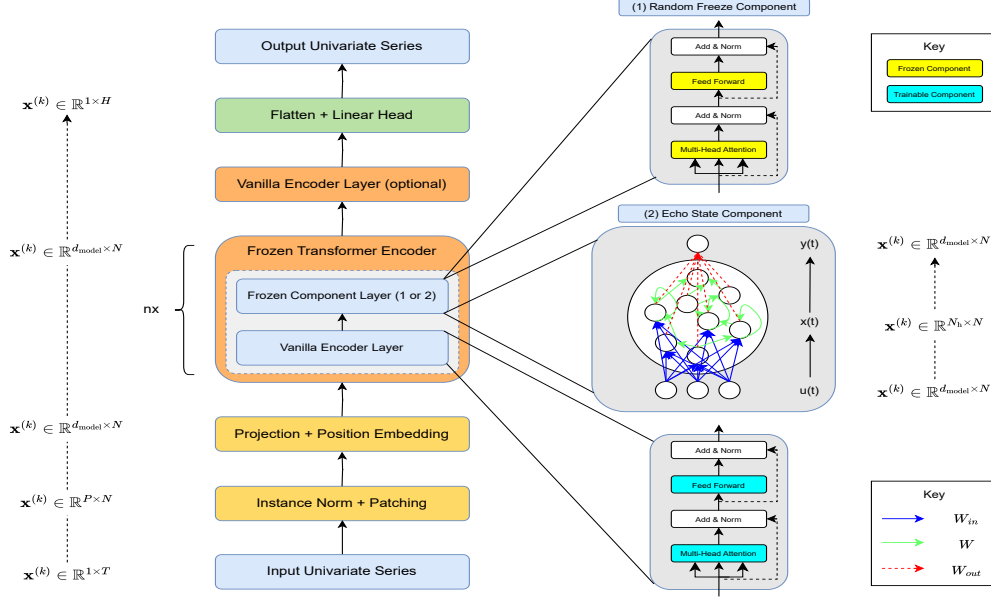 (1) Random Freeze Component
Output Univariate Series
Add & Norm
Key
Feed Forward
Frozen Component
Trainable Component
𝐱^(k) ∈ ℝ^{1×H}
Flatten + Linear Head
Add & Norm
Multi-Head Attention
Vanilla Encoder Layer (optional)
(2) Echo State Component
𝐱^(k) ∈ ℝ^{d_model×N}
Frozen Transformer Encoder
y(t)
𝐱^(k) ∈ ℝ^{d_model×N}
Frozen Component Layer (1 or 2)
nx
x(t)
𝐱^(k) ∈ ℝ^{N_h×N}
Vanilla Encoder Layer
u(t)
𝐱^(k) ∈ ℝ^{d_model×N}
𝐱^(k) ∈ ℝ^{d_model×N}
Projection + Position Embedding
Add & Norm
Feed Forward
Key
𝐱^(k) ∈ ℝ^{P×N}
Instance Norm + Patching
Add & Norm
W_in
W
Multi-Head Attention
W_out
𝐱^(k) ∈ ℝ^{1×T}
Input Univariate Series